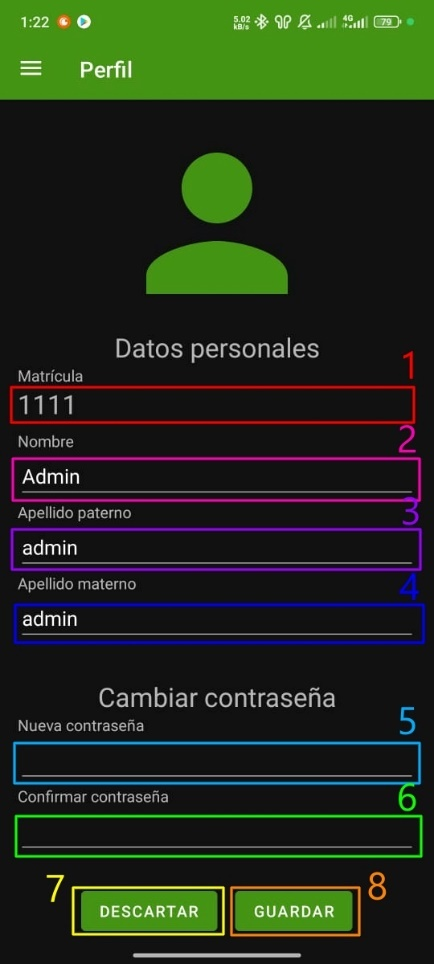 1:22 5.02 kB/s 4G 79
Perfil
Datos personales
1
Matrícula
1111
2
Nombre
Admin
3
Apellido paterno
admin
4
Apellido materno
admin
Cambiar contraseña
5
Nueva contraseña
6
Confirmar contraseña
7 DESCARTAR GUARDAR 8